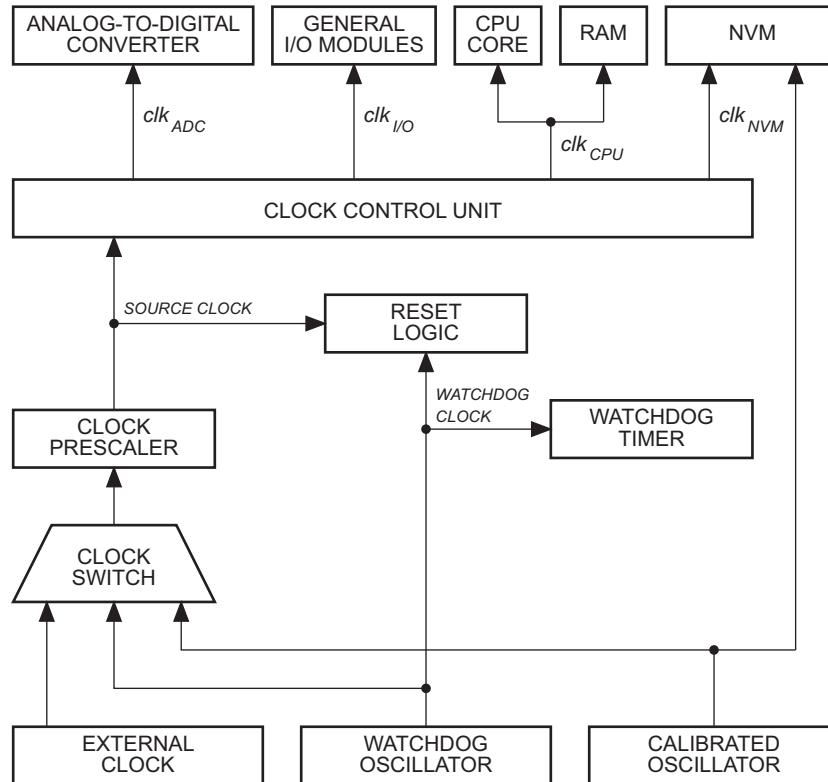 ANALOG-TO-DIGITAL
CONVERTER
GENERAL
I/O MODULES
CPU
CORE
RAM
NVM
clk ADC
clk I/O
clk CPU
clk NVM
CLOCK CONTROL UNIT
SOURCE CLOCK
RESET
LOGIC
WATCHDOG
CLOCK
CLOCK
PRESCALER
WATCHDOG
TIMER
CLOCK
SWITCH
EXTERNAL
CLOCK
WATCHDOG
OSCILLATOR
CALIBRATED
OSCILLATOR